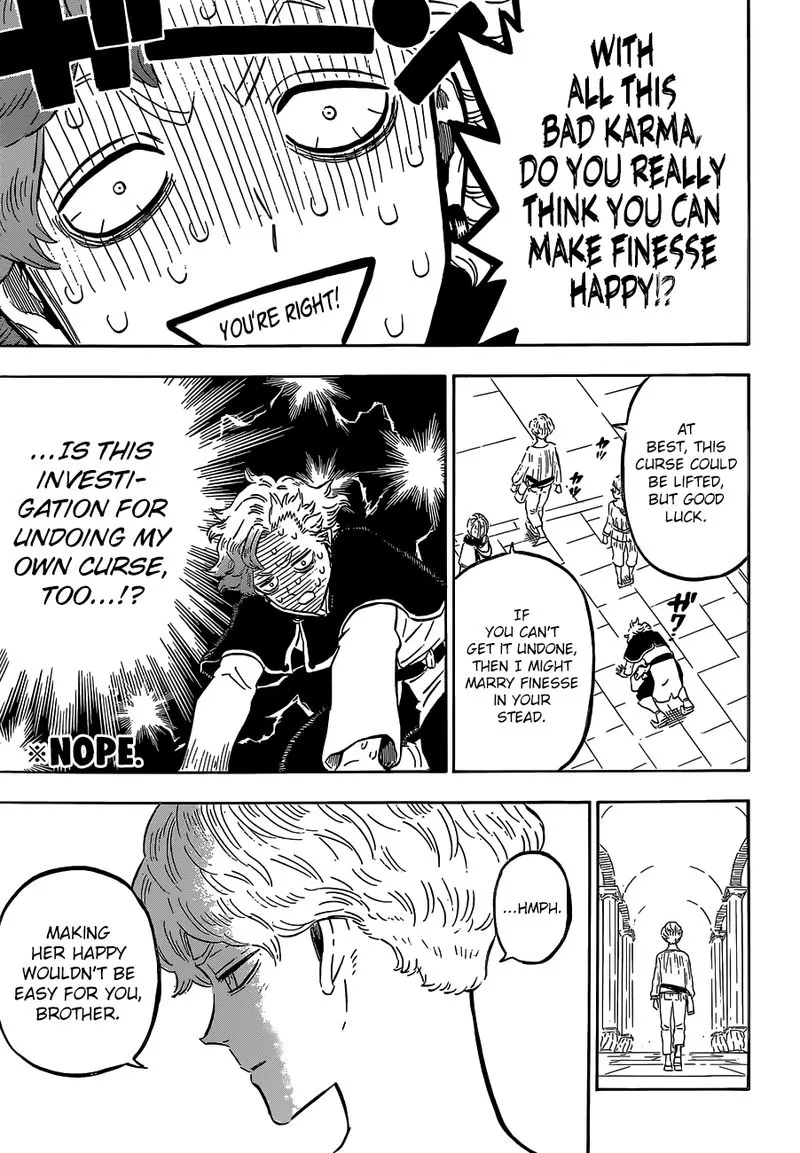 WITH
ALL THIS
BAD KARMA,
DO YOU REALLY
THINK YOU CAN
MAKE FINESSE
HAPPY!?
YOU'RE RIGHT!
AT
BEST, THIS
CURSE COULD
BE LIFTED,
BUT GOOD
LUCK.
IF
YOU CAN'T
GET IT UNDONE,
THEN I MIGHT
MARRY FINESSE
IN YOUR
STEAD.
...IS THIS
INVESTI-
GATION FOR
UNDOING MY
OWN CURSE,
TOO...!?
※NOPE.
...HMPH.
MAKING
HER HAPPY
WOULDN'T BE
EASY FOR YOU,
BROTHER.